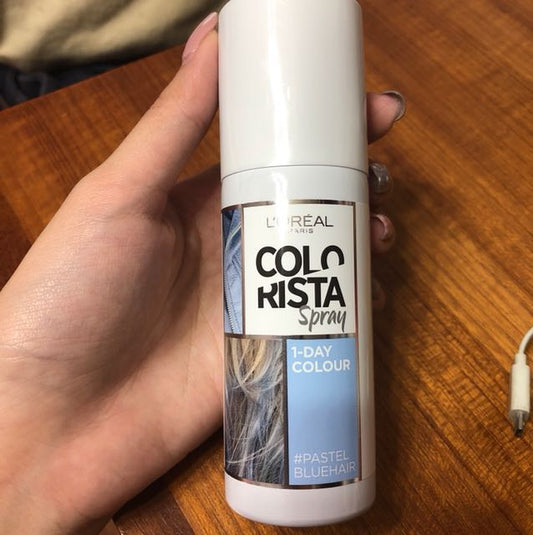 L'ORÉAL
PARIS
COLO
RISTA
Spray
1-DAY
COLOUR
#PASTEL
BLUEHAIR